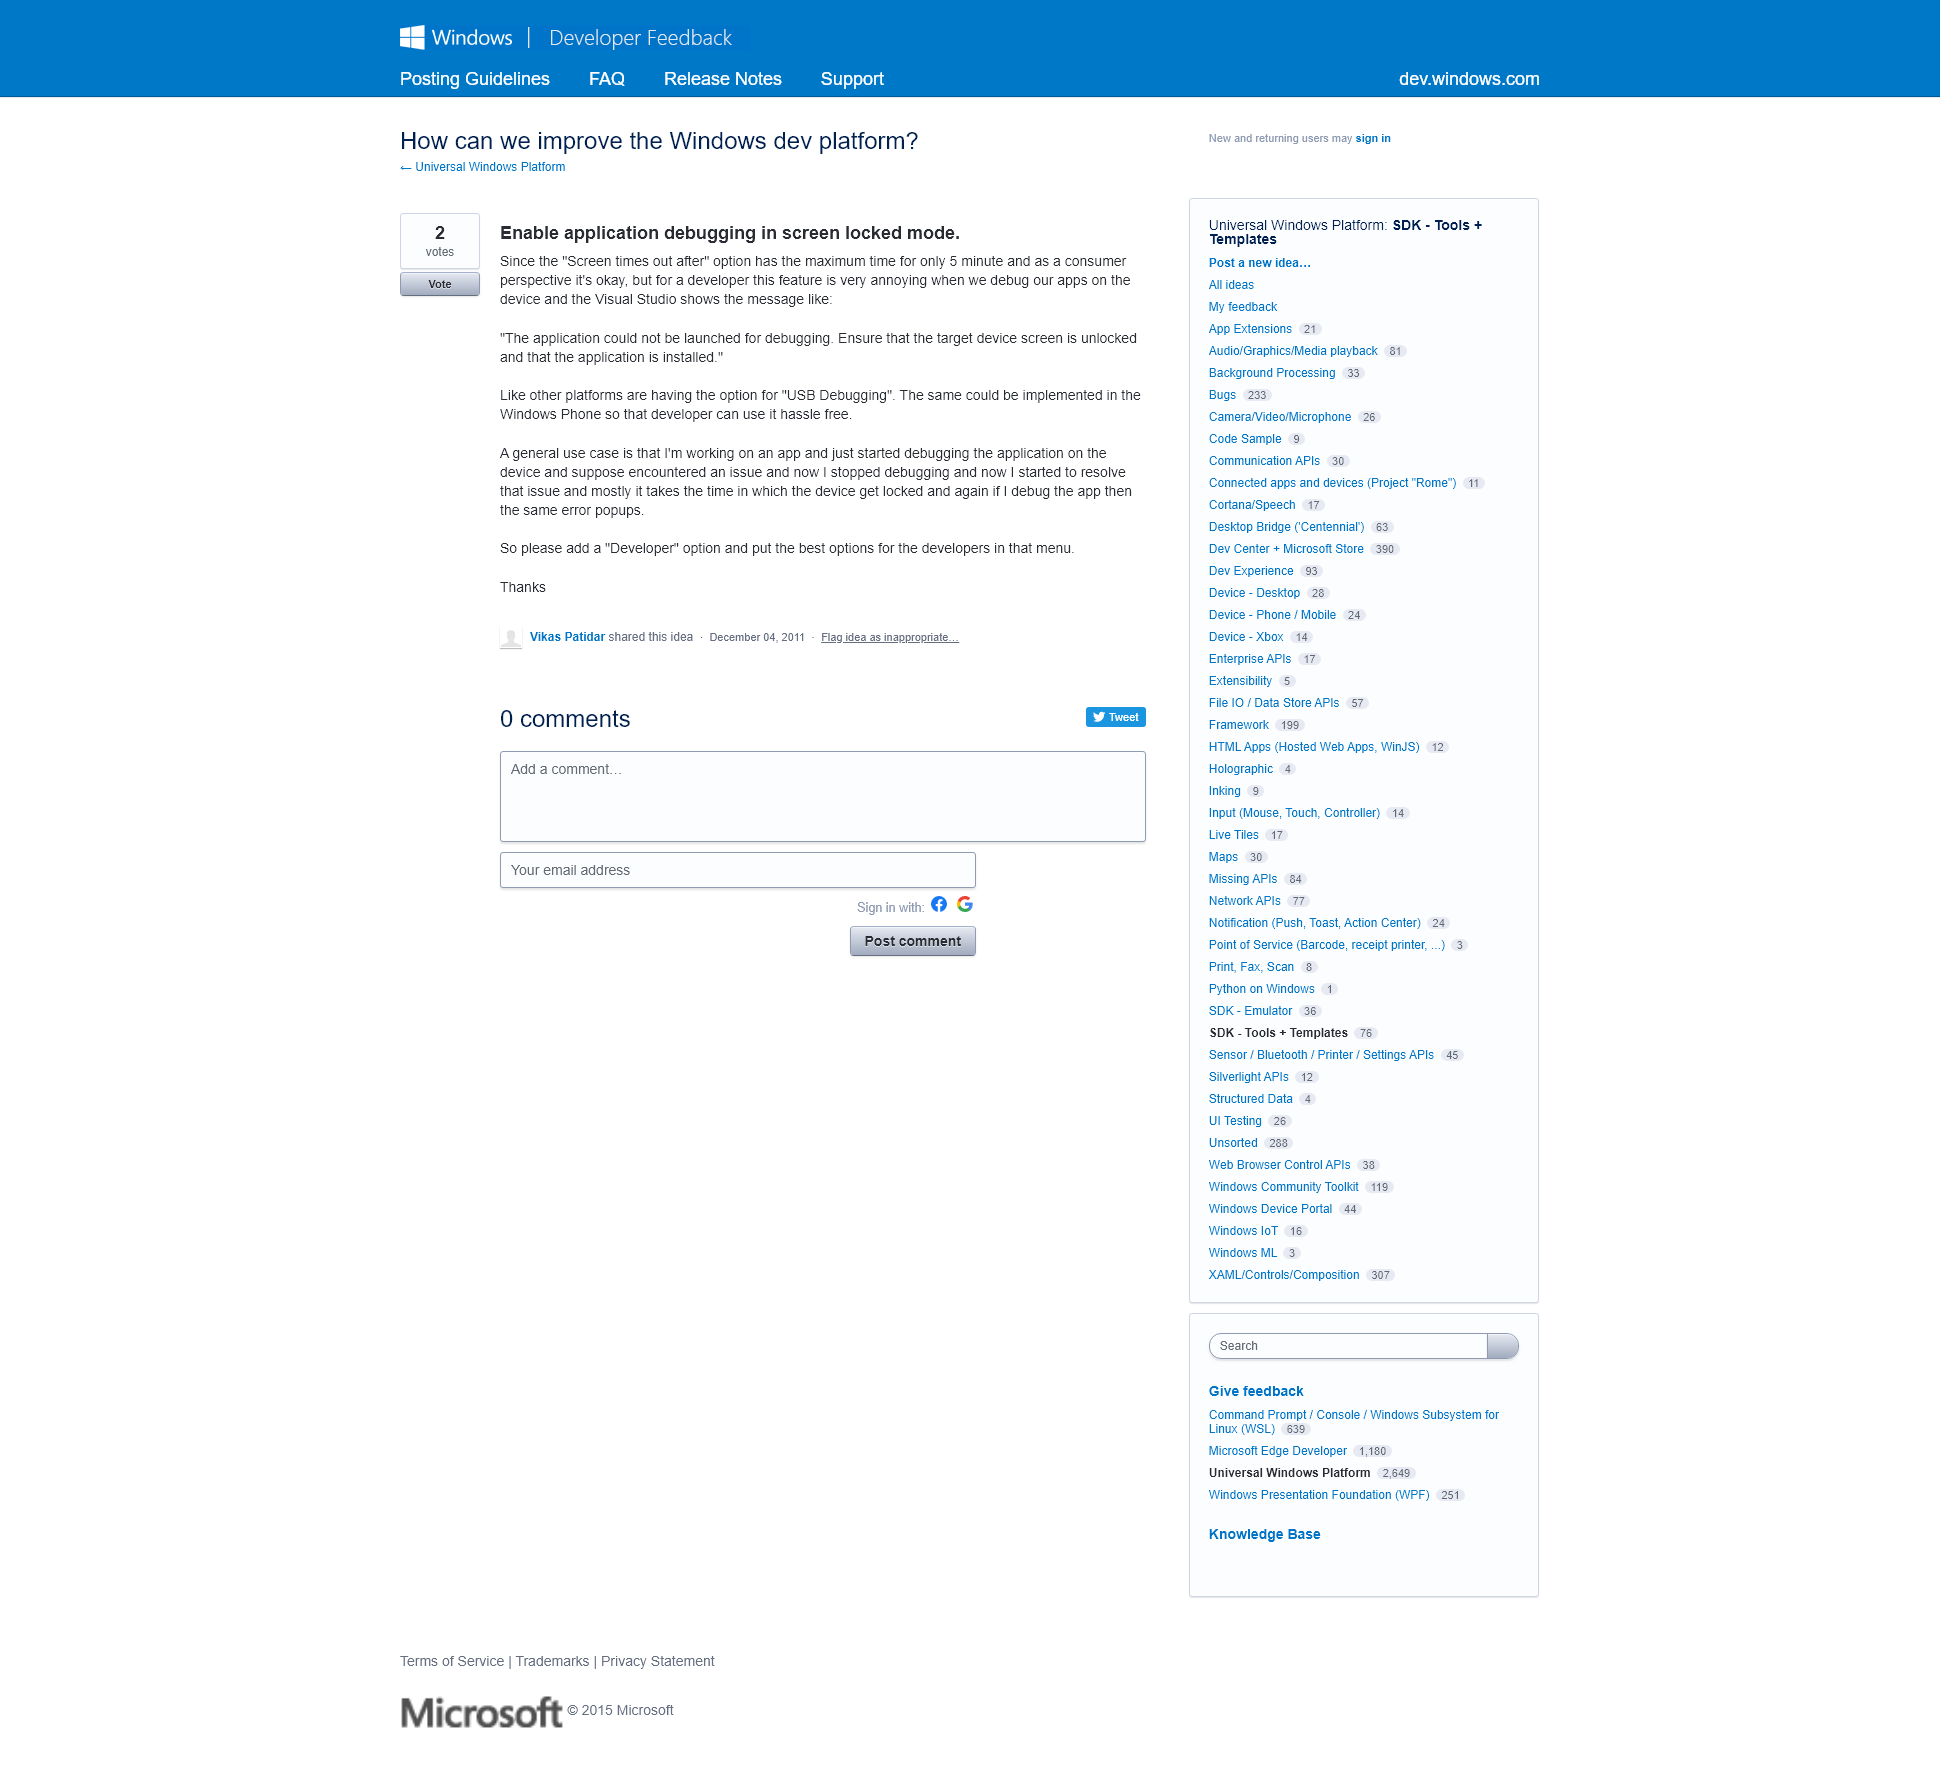 Windows | Developer Feedback
Posting Guidelines FAQ Release Notes Support dev.windows.com
How can we improve the Windows dev platform?
← Universal Windows Platform
New and returning users may sign in
2
votes
Vote
Enable application debugging in screen locked mode.
Since the "Screen times out after" option has the maximum time for only 5 minute and as a consumer
perspective it's okay, but for a developer this feature is very annoying when we debug our apps on the
device and the Visual Studio shows the message like:
"The application could not be launched for debugging. Ensure that the target device screen is unlocked
and that the application is installed."
Like other platforms are having the option for "USB Debugging". The same could be implemented in the
Windows Phone so that developer can use it hassle free.
A general use case is that I'm working on an app and just started debugging the application on the
device and suppose encountered an issue and now I stopped debugging and now I started to resolve
that issue and mostly it takes the time in which the device get locked and again if I debug the app then
the same error popups.
So please add a "Developer" option and put the best options for the developers in that menu.
Thanks
Vikas Patidar shared this idea · December 04, 2011 · Flag idea as inappropriate…
0 comments
Tweet
Add a comment…
Your email address
Sign in with:
Post comment
Universal Windows Platform: SDK - Tools +
Templates
Post a new idea…
All ideas
My feedback
App Extensions 21
Audio/Graphics/Media playback 81
Background Processing 33
Bugs 233
Camera/Video/Microphone 26
Code Sample 9
Communication APIs 30
Connected apps and devices (Project "Rome") 11
Cortana/Speech 17
Desktop Bridge ('Centennial') 63
Dev Center + Microsoft Store 390
Dev Experience 93
Device - Desktop 28
Device - Phone / Mobile 24
Device - Xbox 14
Enterprise APIs 17
Extensibility 5
File IO / Data Store APIs 57
Framework 199
HTML Apps (Hosted Web Apps, WinJS) 12
Holographic 4
Inking 9
Input (Mouse, Touch, Controller) 14
Live Tiles 17
Maps 30
Missing APIs 84
Network APIs 77
Notification (Push, Toast, Action Center) 24
Point of Service (Barcode, receipt printer, ...) 3
Print, Fax, Scan 8
Python on Windows 1
SDK - Emulator 36
SDK - Tools + Templates 76
Sensor / Bluetooth / Printer / Settings APIs 45
Silverlight APIs 12
Structured Data 4
UI Testing 26
Unsorted 288
Web Browser Control APIs 38
Windows Community Toolkit 119
Windows Device Portal 44
Windows IoT 16
Windows ML 3
XAML/Controls/Composition 307
Search
Give feedback
Command Prompt / Console / Windows Subsystem for
Linux (WSL) 639
Microsoft Edge Developer 1,180
Universal Windows Platform 2,649
Windows Presentation Foundation (WPF) 251
Knowledge Base
Terms of Service | Trademarks | Privacy Statement
Microsoft © 2015 Microsoft